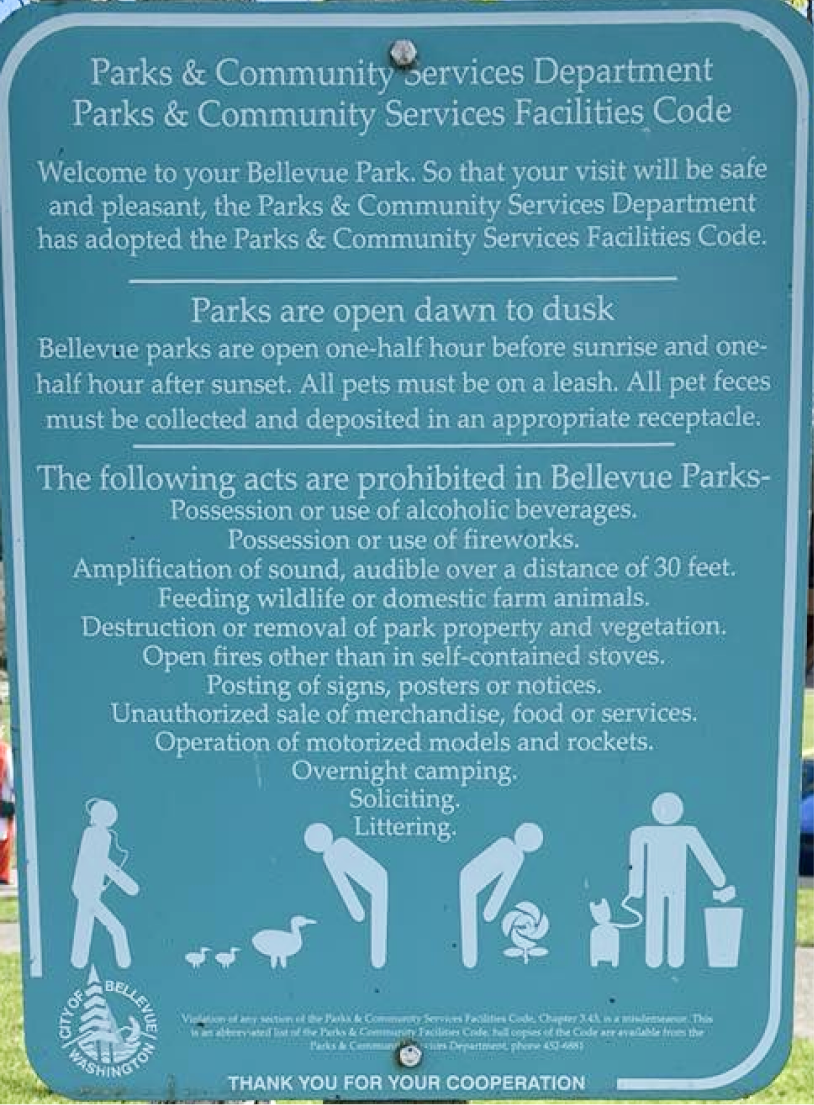 Parks & Community Services Department
Parks & Community Services Facilities Code
Welcome to your Bellevue Park. So that your visit will be safe
and pleasant, the Parks & Community Services Department
has adopted the Parks & Community Services Facilities Code.
Parks are open dawn to dusk
Bellevue parks are open one-half hour before sunrise and one-
half hour after sunset. All pets must be on a leash. All pet feces
must be collected and deposited in an appropriate receptacle.
The following acts are prohibited in Bellevue Parks-
Possession or use of alcoholic beverages.
Possession or use of fireworks.
Amplification of sound, audible over a distance of 30 feet.
Feeding wildlife or domestic farm animals.
Destruction or removal of park property and vegetation.
Open fires other than in self-contained stoves.
Posting of signs, posters or notices.
Unauthorized sale of merchandise, food or services.
Operation of motorized models and rockets.
Overnight camping.
Soliciting.
Littering.
CITY OF BELLEVUE
WASHINGTON
Violation of any section of the Parks & Community Services Facilities Code, Chapter 3.43, is a misdemeanor. This
is an abbreviated list of the Parks & Community Facilities Code, full copies of the Code are available from the
Parks & Community Services Department, phone 452-6881
THANK YOU FOR YOUR COOPERATION